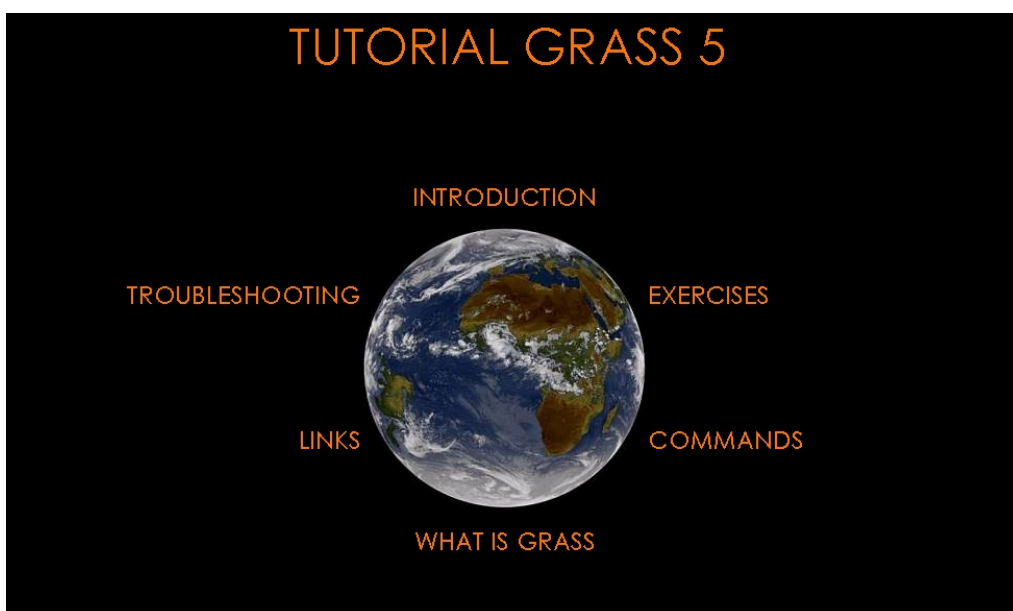 TUTORIAL GRASS 5
INTRODUCTION
TROUBLESHOOTING
EXERCISES
LINKS
COMMANDS
WHAT IS GRASS